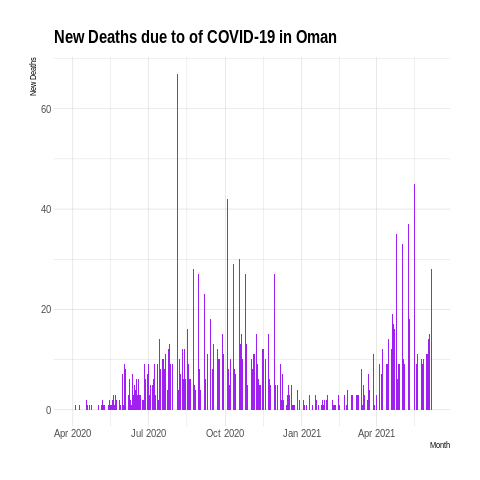 New Deaths due to of COVID-19 in Oman
New Deaths
60
40
20
0
Apr 2020 Jul 2020 Oct 2020 Jan 2021 Apr 2021
Month